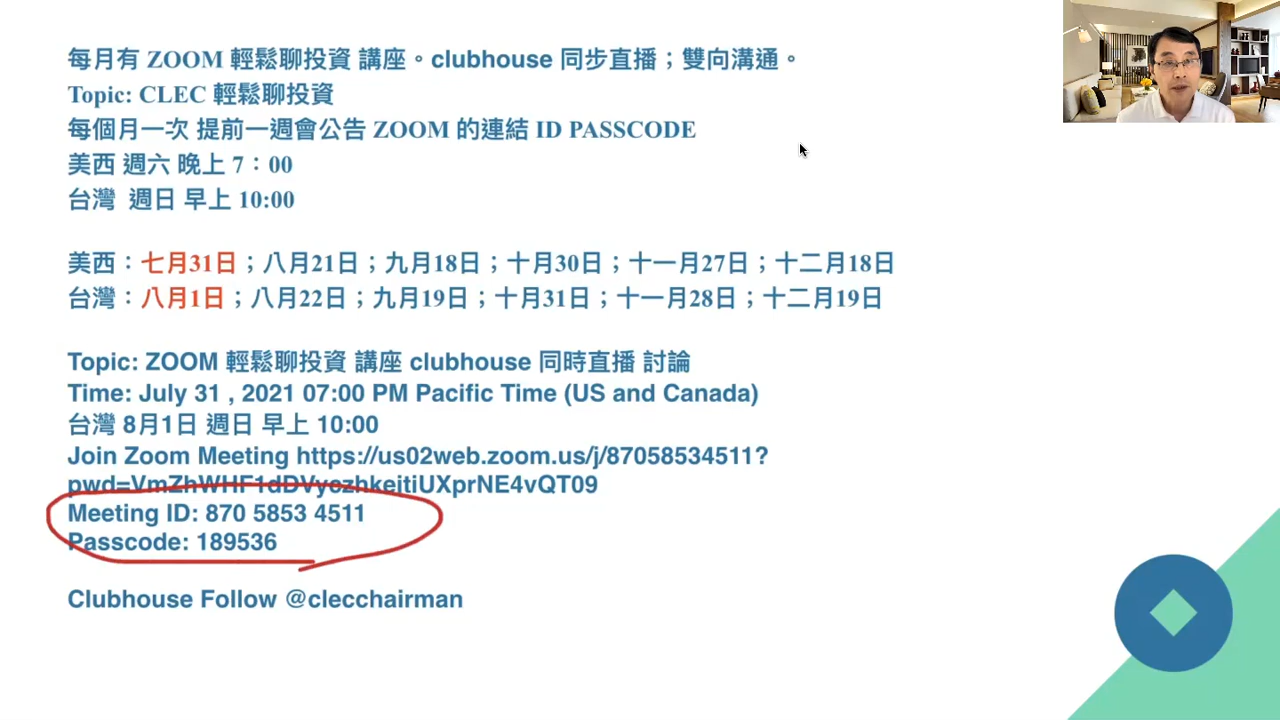 每月有 ZOOM 輕鬆聊投資 講座。clubhouse 同步直播；雙向溝通。
Topic: CLEC 輕鬆聊投資
每個月一次 提前一週會公告 ZOOM 的連結 ID PASSCODE
美西 週六 晚上 7：00
台灣 週日 早上 10:00
美西：七月31日；八月21日；九月18日；十月30日；十一月27日；十二月18日
台灣：八月1日；八月22日；九月19日；十月31日；十一月28日；十二月19日
Topic: ZOOM 輕鬆聊投資 講座 clubhouse 同時直播 討論
Time: July 31 , 2021 07:00 PM Pacific Time (US and Canada)
台灣 8月1日 週日 早上 10:00
Join Zoom Meeting https://us02web.zoom.us/j/87058534511?
Meeting ID: 870 5853 4511
Passcode: 189536
Clubhouse Follow @clecchairman